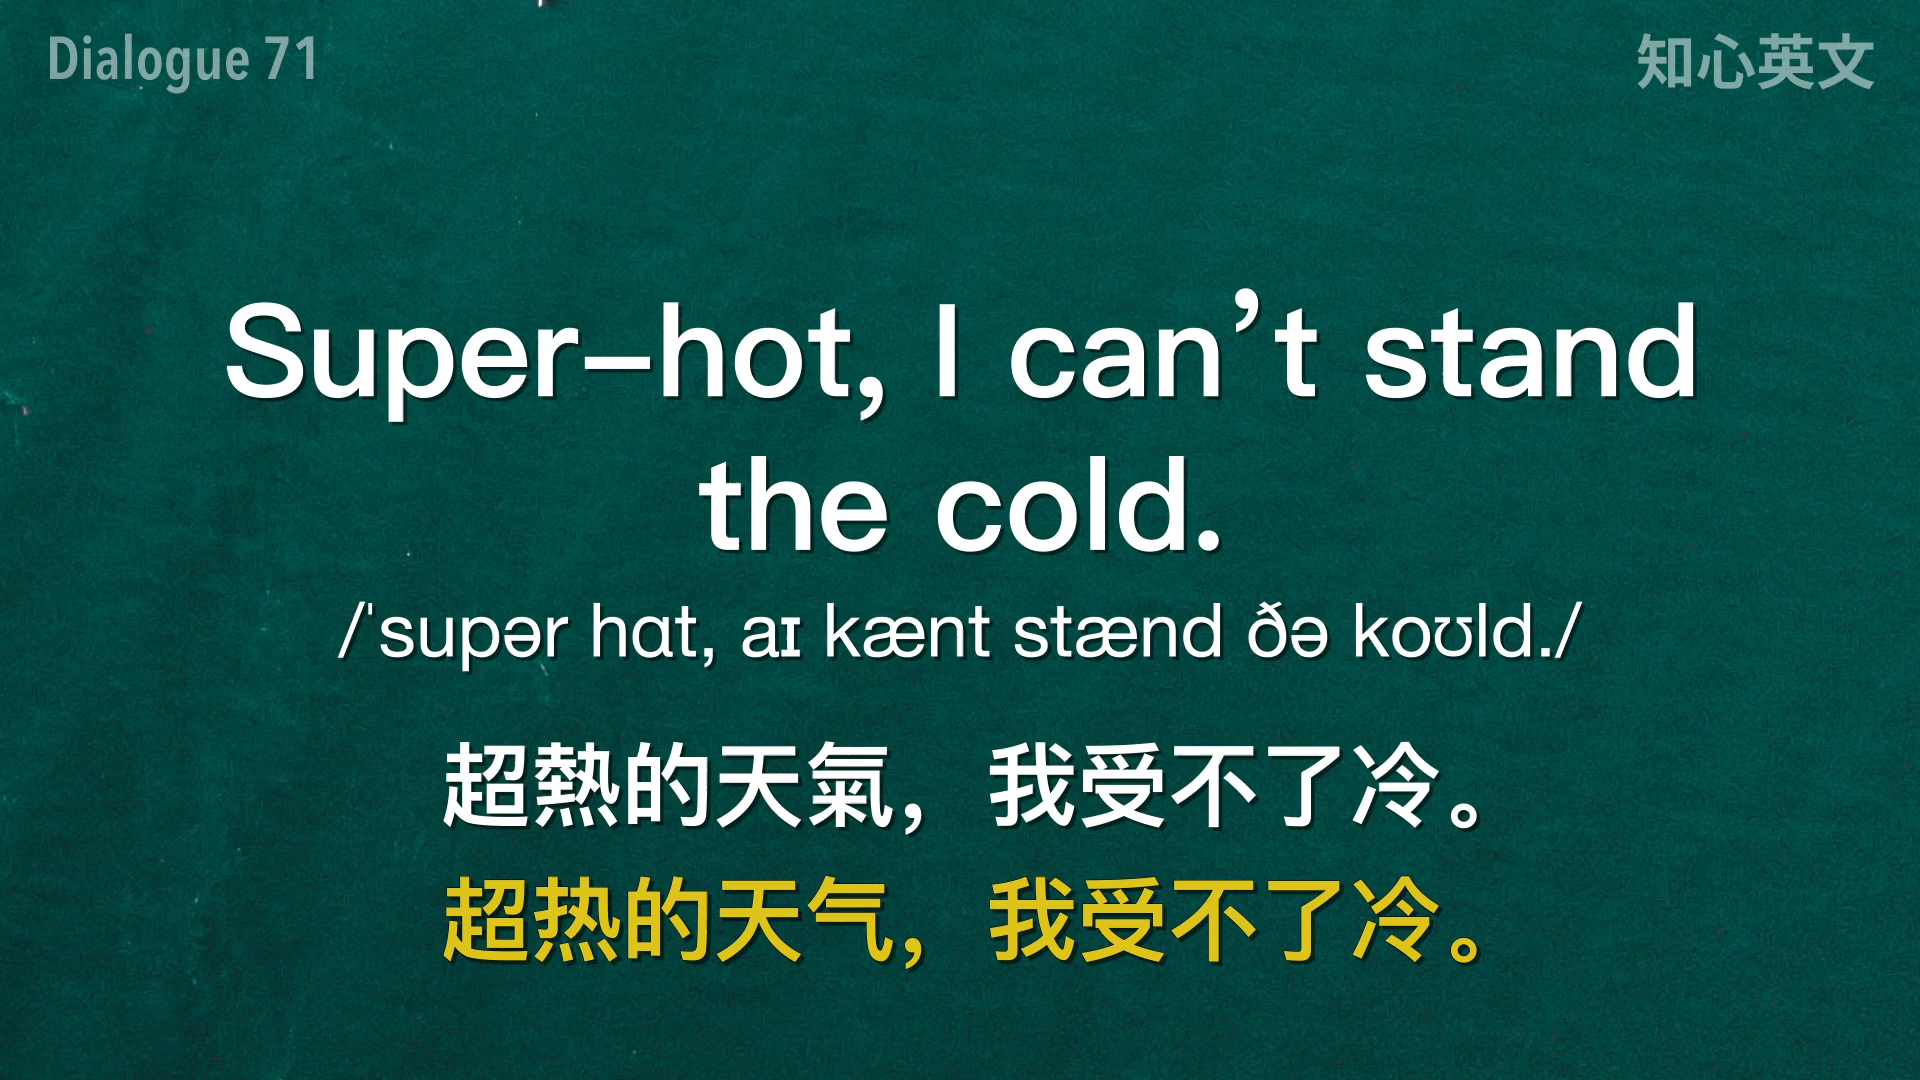 Dialogue 71
知心英文
Super-hot, I can’t stand
the cold.
/ˈsupər hɑt, aɪ kænt stænd ðə koʊld./
超熱的天氣，我受不了冷。
超热的天气，我受不了冷。